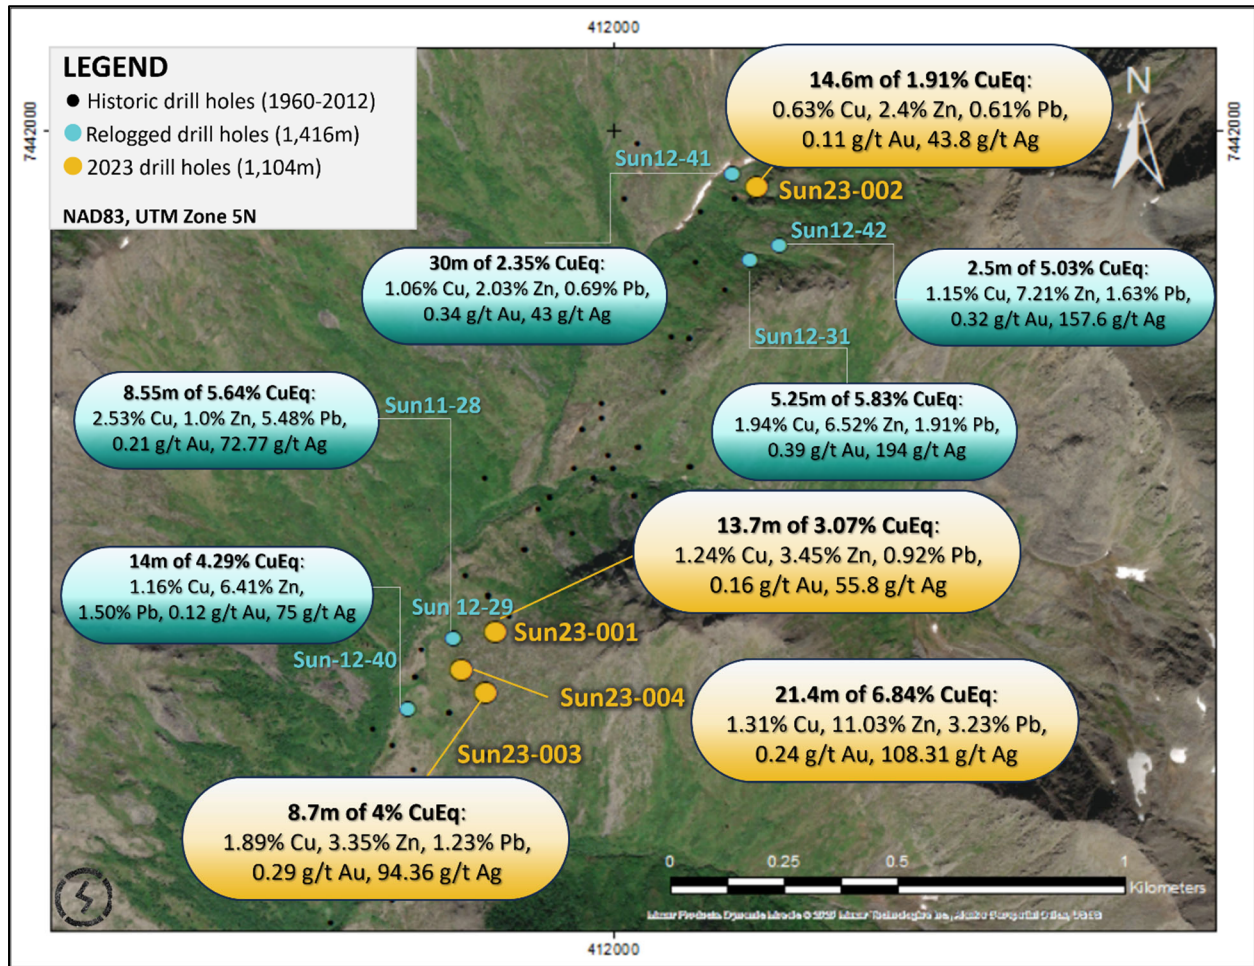 412000
LEGEND
Historic drill holes (1960-2012)
Relogged drill holes (1,416m)
2023 drill holes (1,104m)
NAD83, UTM Zone 5N
7442000
7442000
N
14.6m of 1.91% CuEq:
0.63% Cu, 2.4% Zn, 0.61% Pb,
0.11 g/t Au, 43.8 g/t Ag
Sun12-41
Sun23-002
Sun12-42
30m of 2.35% CuEq:
1.06% Cu, 2.03% Zn, 0.69% Pb,
0.34 g/t Au, 43 g/t Ag
2.5m of 5.03% CuEq:
1.15% Cu, 7.21% Zn, 1.63% Pb,
0.32 g/t Au, 157.6 g/t Ag
Sun12-31
8.55m of 5.64% CuEq:
2.53% Cu, 1.0% Zn, 5.48% Pb,
0.21 g/t Au, 72.77 g/t Ag
Sun11-28
5.25m of 5.83% CuEq:
1.94% Cu, 6.52% Zn, 1.91% Pb,
0.39 g/t Au, 194 g/t Ag
13.7m of 3.07% CuEq:
1.24% Cu, 3.45% Zn, 0.92% Pb,
0.16 g/t Au, 55.8 g/t Ag
14m of 4.29% CuEq:
1.16% Cu, 6.41% Zn,
1.50% Pb, 0.12 g/t Au, 75 g/t Ag
Sun 12-29
Sun23-001
Sun-12-40
Sun23-004
21.4m of 6.84% CuEq:
1.31% Cu, 11.03% Zn, 3.23% Pb,
0.24 g/t Au, 108.31 g/t Ag
Sun23-003
8.7m of 4% CuEq:
1.89% Cu, 3.35% Zn, 1.23% Pb,
0.29 g/t Au, 94.36 g/t Ag
0 0.25 0.5 1
Kilometers
412000